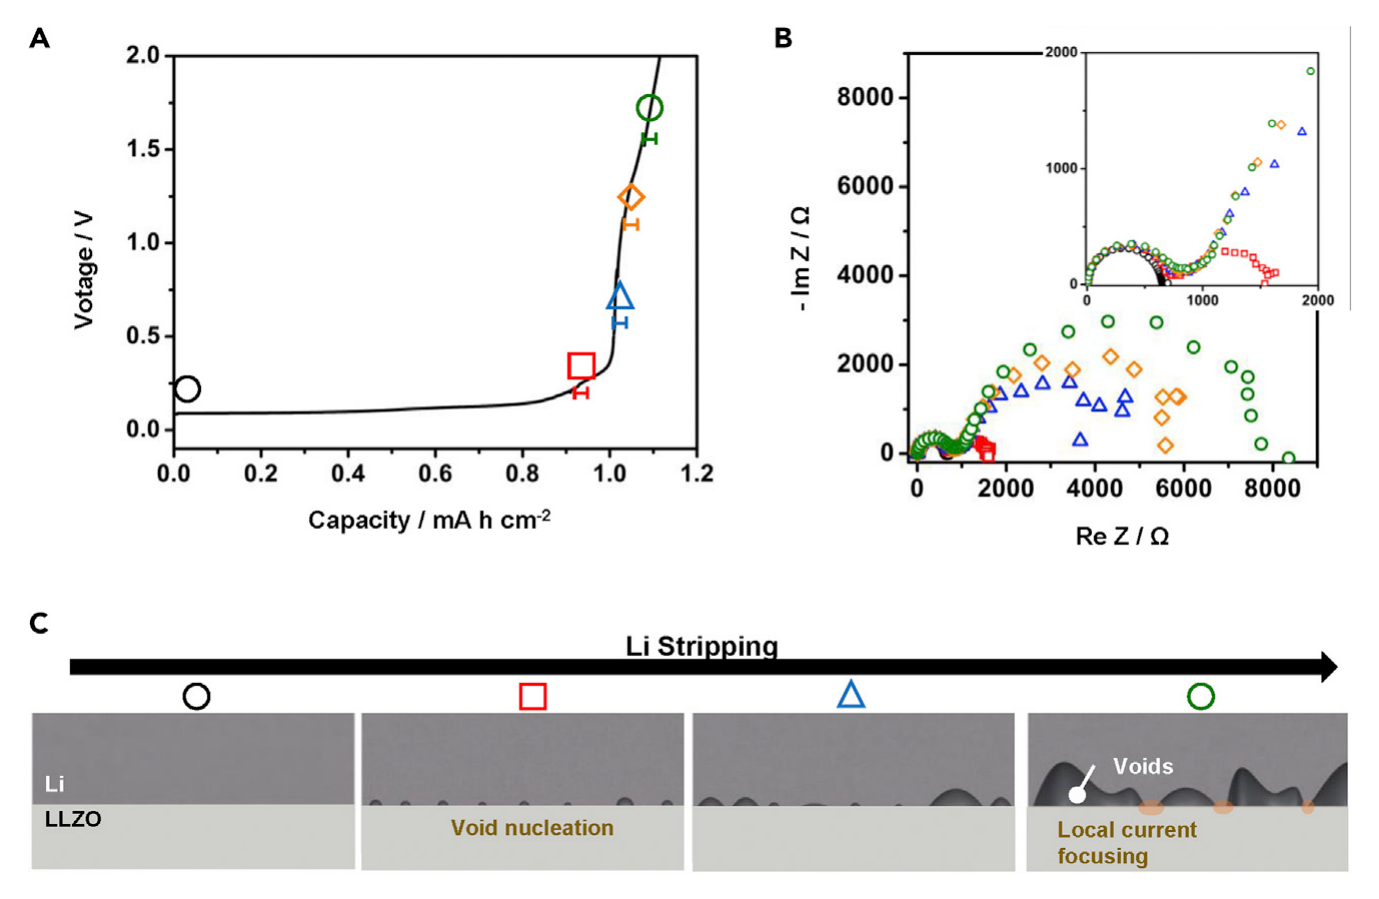 A
2.0
1.5
1.0
0.5
0.0
Votage / V
0.0 0.2 0.4 0.6 0.8 1.0 1.2
Capacity / mA h cm⁻²
B
8000
6000
4000
2000
0
- Im Z / Ω
0 2000 4000 6000 8000
Re Z / Ω
2000
1000
0
0 1000 2000
C
Li Stripping
Li
LLZO
Void nucleation
Voids
Local current
focusing